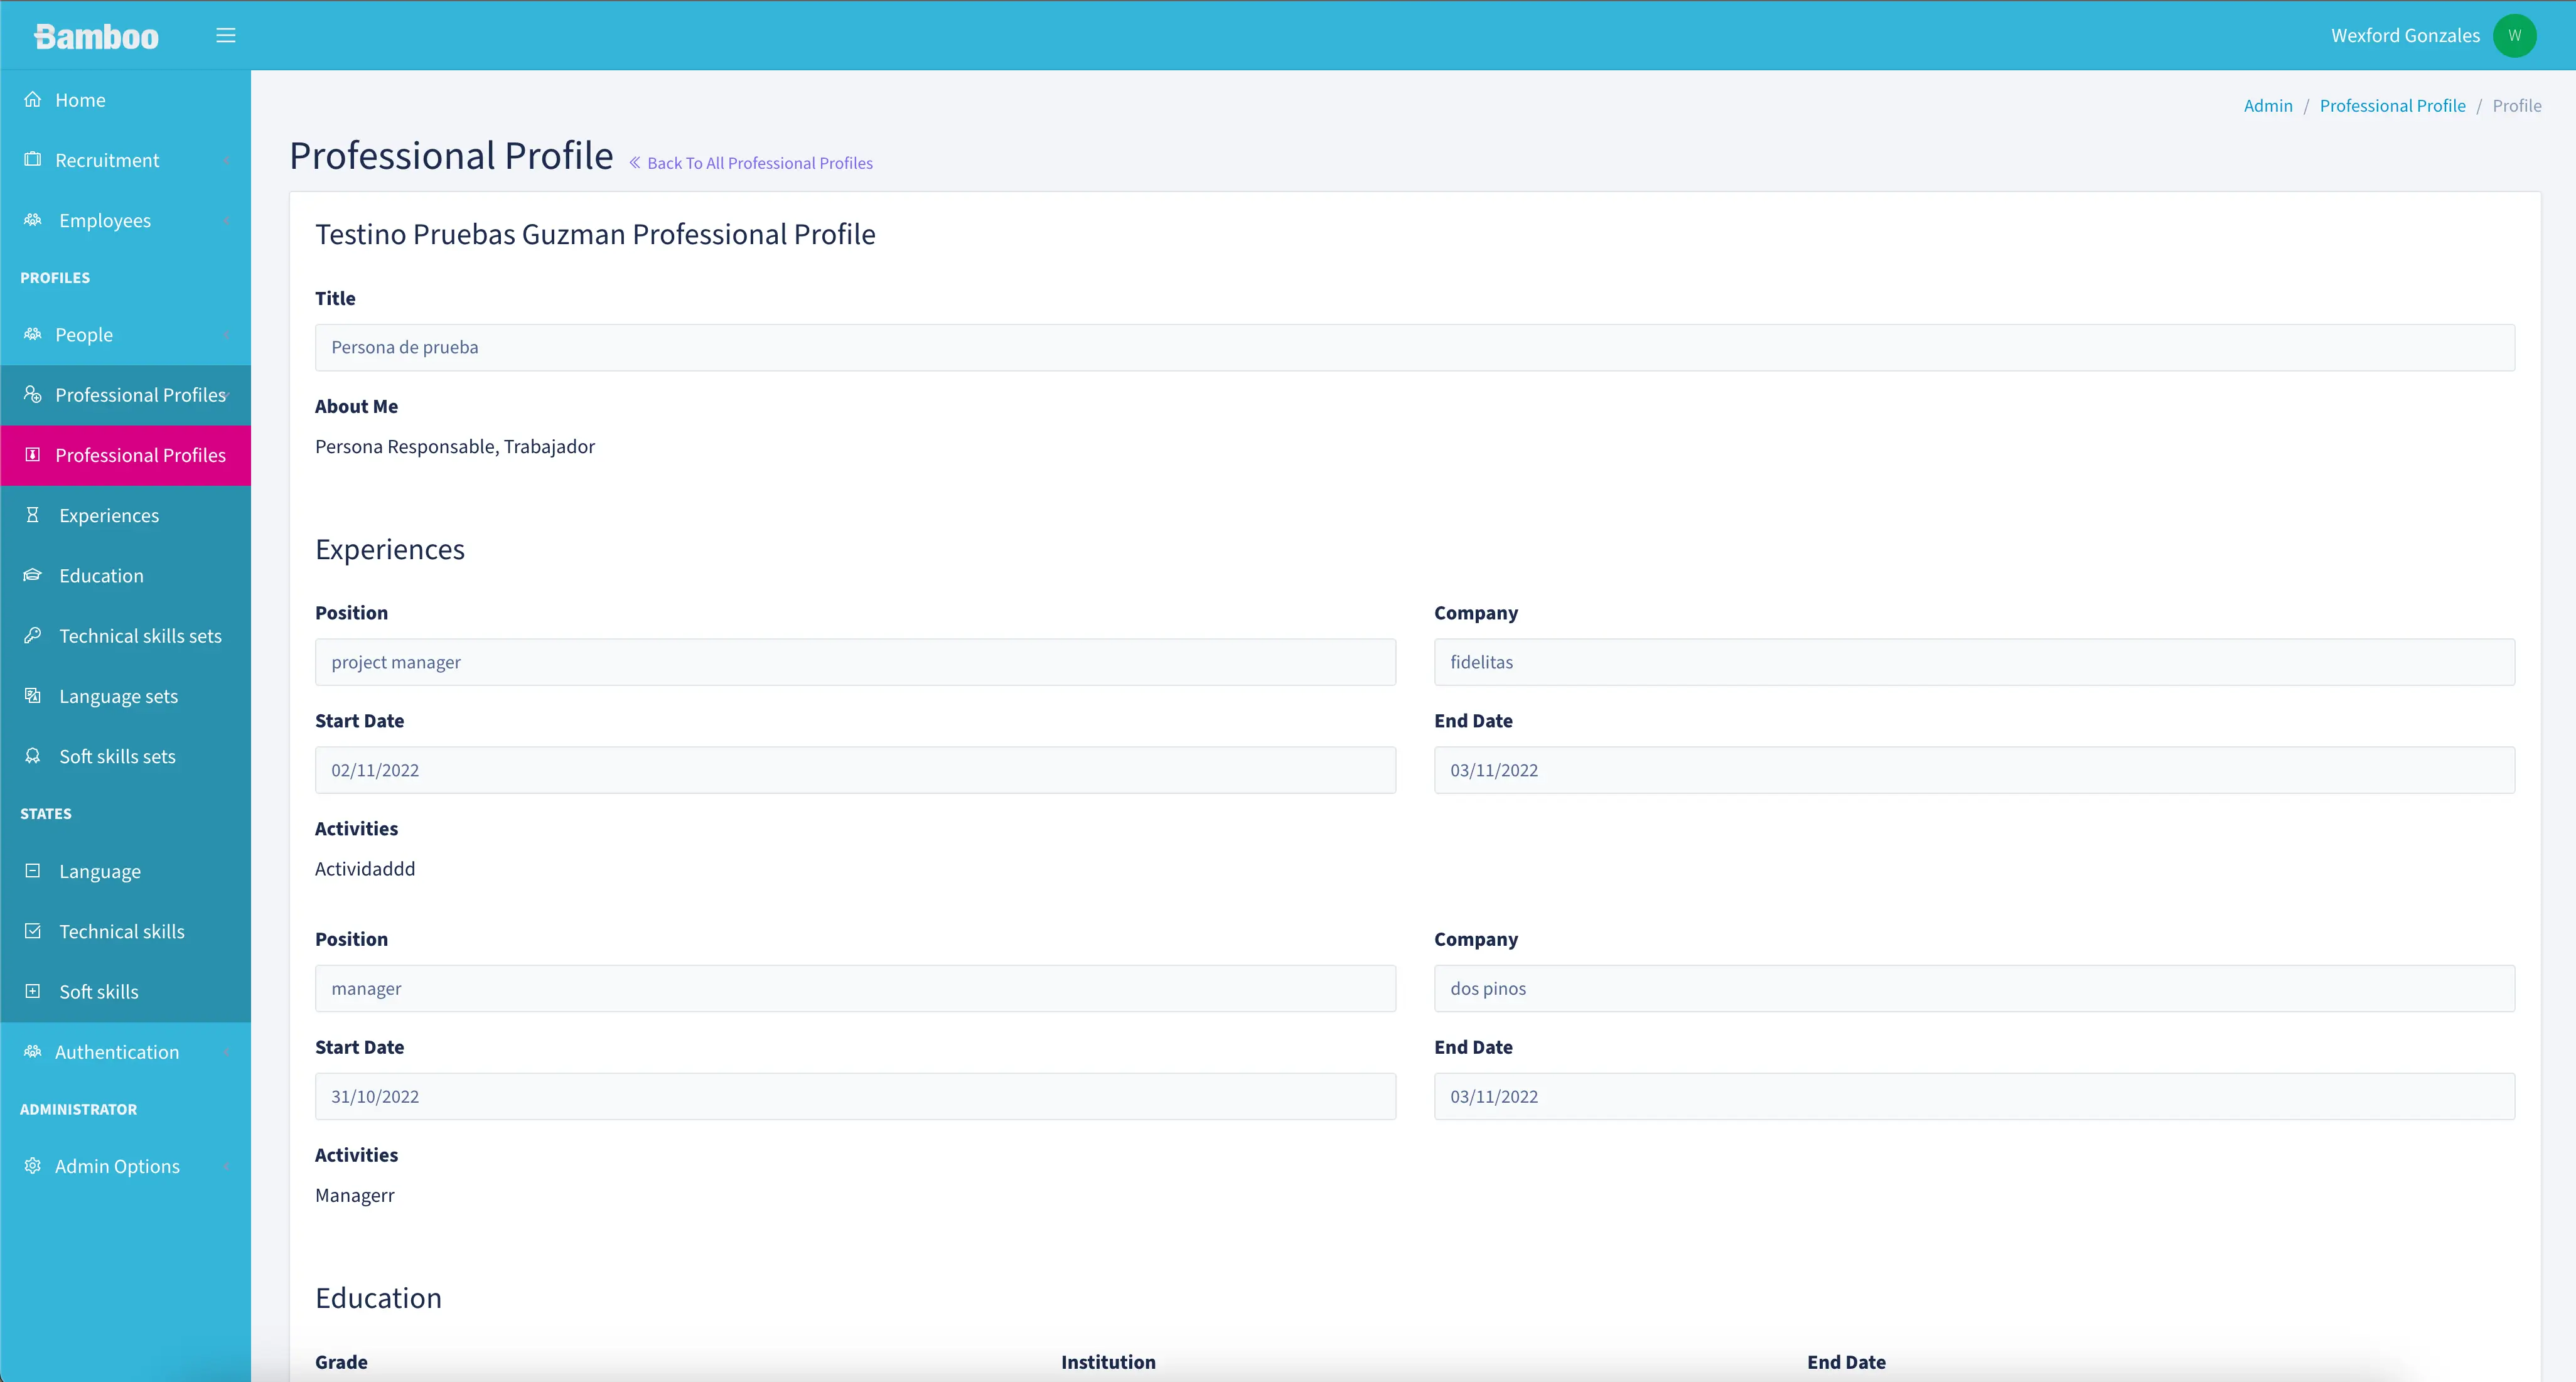 Bamboo
Wexford Gonzales W
Home
Recruitment
Employees
PROFILES
People
Professional Profiles
Professional Profiles
Experiences
Education
Technical skills sets
Language sets
Soft skills sets
STATES
Language
Technical skills
Soft skills
Authentication
ADMINISTRATOR
Admin Options
Admin / Professional Profile / Profile
Professional Profile « Back To All Professional Profiles
Testino Pruebas Guzman Professional Profile
Title
Persona de prueba
About Me
Persona Responsable, Trabajador
Experiences
Position Company
project manager fidelitas
Start Date End Date
02/11/2022 03/11/2022
Activities
Actividaddd
Position Company
manager dos pinos
Start Date End Date
31/10/2022 03/11/2022
Activities
Managerr
Education
Grade Institution End Date